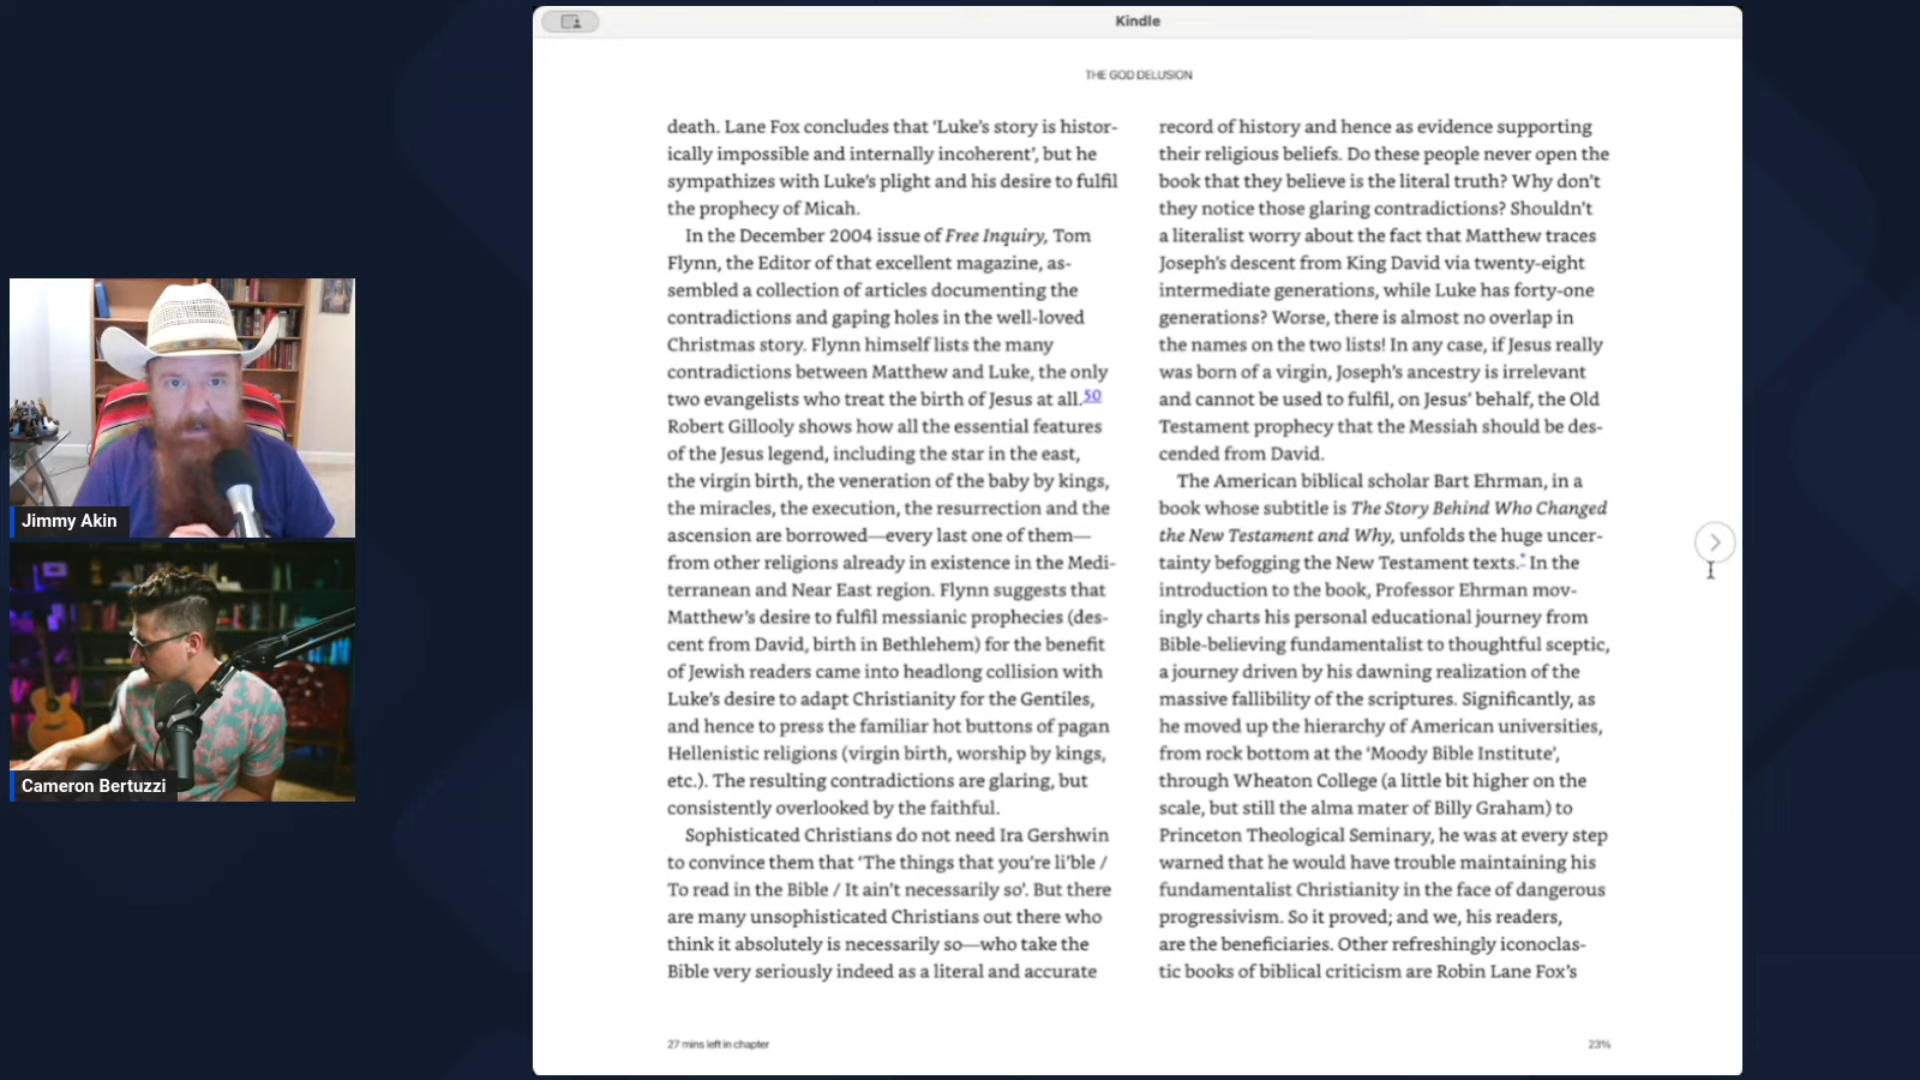 Kindle
THE GOD DELUSION
death. Lane Fox concludes that ‘Luke’s story is histor-
ically impossible and internally incoherent’, but he
sympathizes with Luke’s plight and his desire to fulfil
the prophecy of Micah.
In the December 2004 issue of Free Inquiry, Tom
Flynn, the Editor of that excellent magazine, as-
sembled a collection of articles documenting the
contradictions and gaping holes in the well-loved
Christmas story. Flynn himself lists the many
contradictions between Matthew and Luke, the only
two evangelists who treat the birth of Jesus at all.50
Robert Gillooly shows how all the essential features
of the Jesus legend, including the star in the east,
the virgin birth, the veneration of the baby by kings,
the miracles, the execution, the resurrection and the
ascension are borrowed—every last one of them—
from other religions already in existence in the Medi-
terranean and Near East region. Flynn suggests that
Matthew’s desire to fulfil messianic prophecies (des-
cent from David, birth in Bethlehem) for the benefit
of Jewish readers came into headlong collision with
Luke’s desire to adapt Christianity for the Gentiles,
and hence to press the familiar hot buttons of pagan
Hellenistic religions (virgin birth, worship by kings,
etc.). The resulting contradictions are glaring, but
consistently overlooked by the faithful.
Sophisticated Christians do not need Ira Gershwin
to convince them that ‘The things that you’re li’ble /
To read in the Bible / It ain’t necessarily so’. But there
are many unsophisticated Christians out there who
think it absolutely is necessarily so—who take the
Bible very seriously indeed as a literal and accurate
record of history and hence as evidence supporting
their religious beliefs. Do these people never open the
book that they believe is the literal truth? Why don’t
they notice those glaring contradictions? Shouldn’t
a literalist worry about the fact that Matthew traces
Joseph’s descent from King David via twenty-eight
intermediate generations, while Luke has forty-one
generations? Worse, there is almost no overlap in
the names on the two lists! In any case, if Jesus really
was born of a virgin, Joseph’s ancestry is irrelevant
and cannot be used to fulfil, on Jesus’ behalf, the Old
Testament prophecy that the Messiah should be des-
cended from David.
The American biblical scholar Bart Ehrman, in a
book whose subtitle is The Story Behind Who Changed
the New Testament and Why, unfolds the huge uncer-
tainty befogging the New Testament texts.* In the
introduction to the book, Professor Ehrman mov-
ingly charts his personal educational journey from
Bible-believing fundamentalist to thoughtful sceptic,
a journey driven by his dawning realization of the
massive fallibility of the scriptures. Significantly, as
he moved up the hierarchy of American universities,
from rock bottom at the ‘Moody Bible Institute’,
through Wheaton College (a little bit higher on the
scale, but still the alma mater of Billy Graham) to
Princeton Theological Seminary, he was at every step
warned that he would have trouble maintaining his
fundamentalist Christianity in the face of dangerous
progressivism. So it proved; and we, his readers,
are the beneficiaries. Other refreshingly iconoclas-
tic books of biblical criticism are Robin Lane Fox’s
27 mins left in chapter
23%
Jimmy Akin
Cameron Bertuzzi